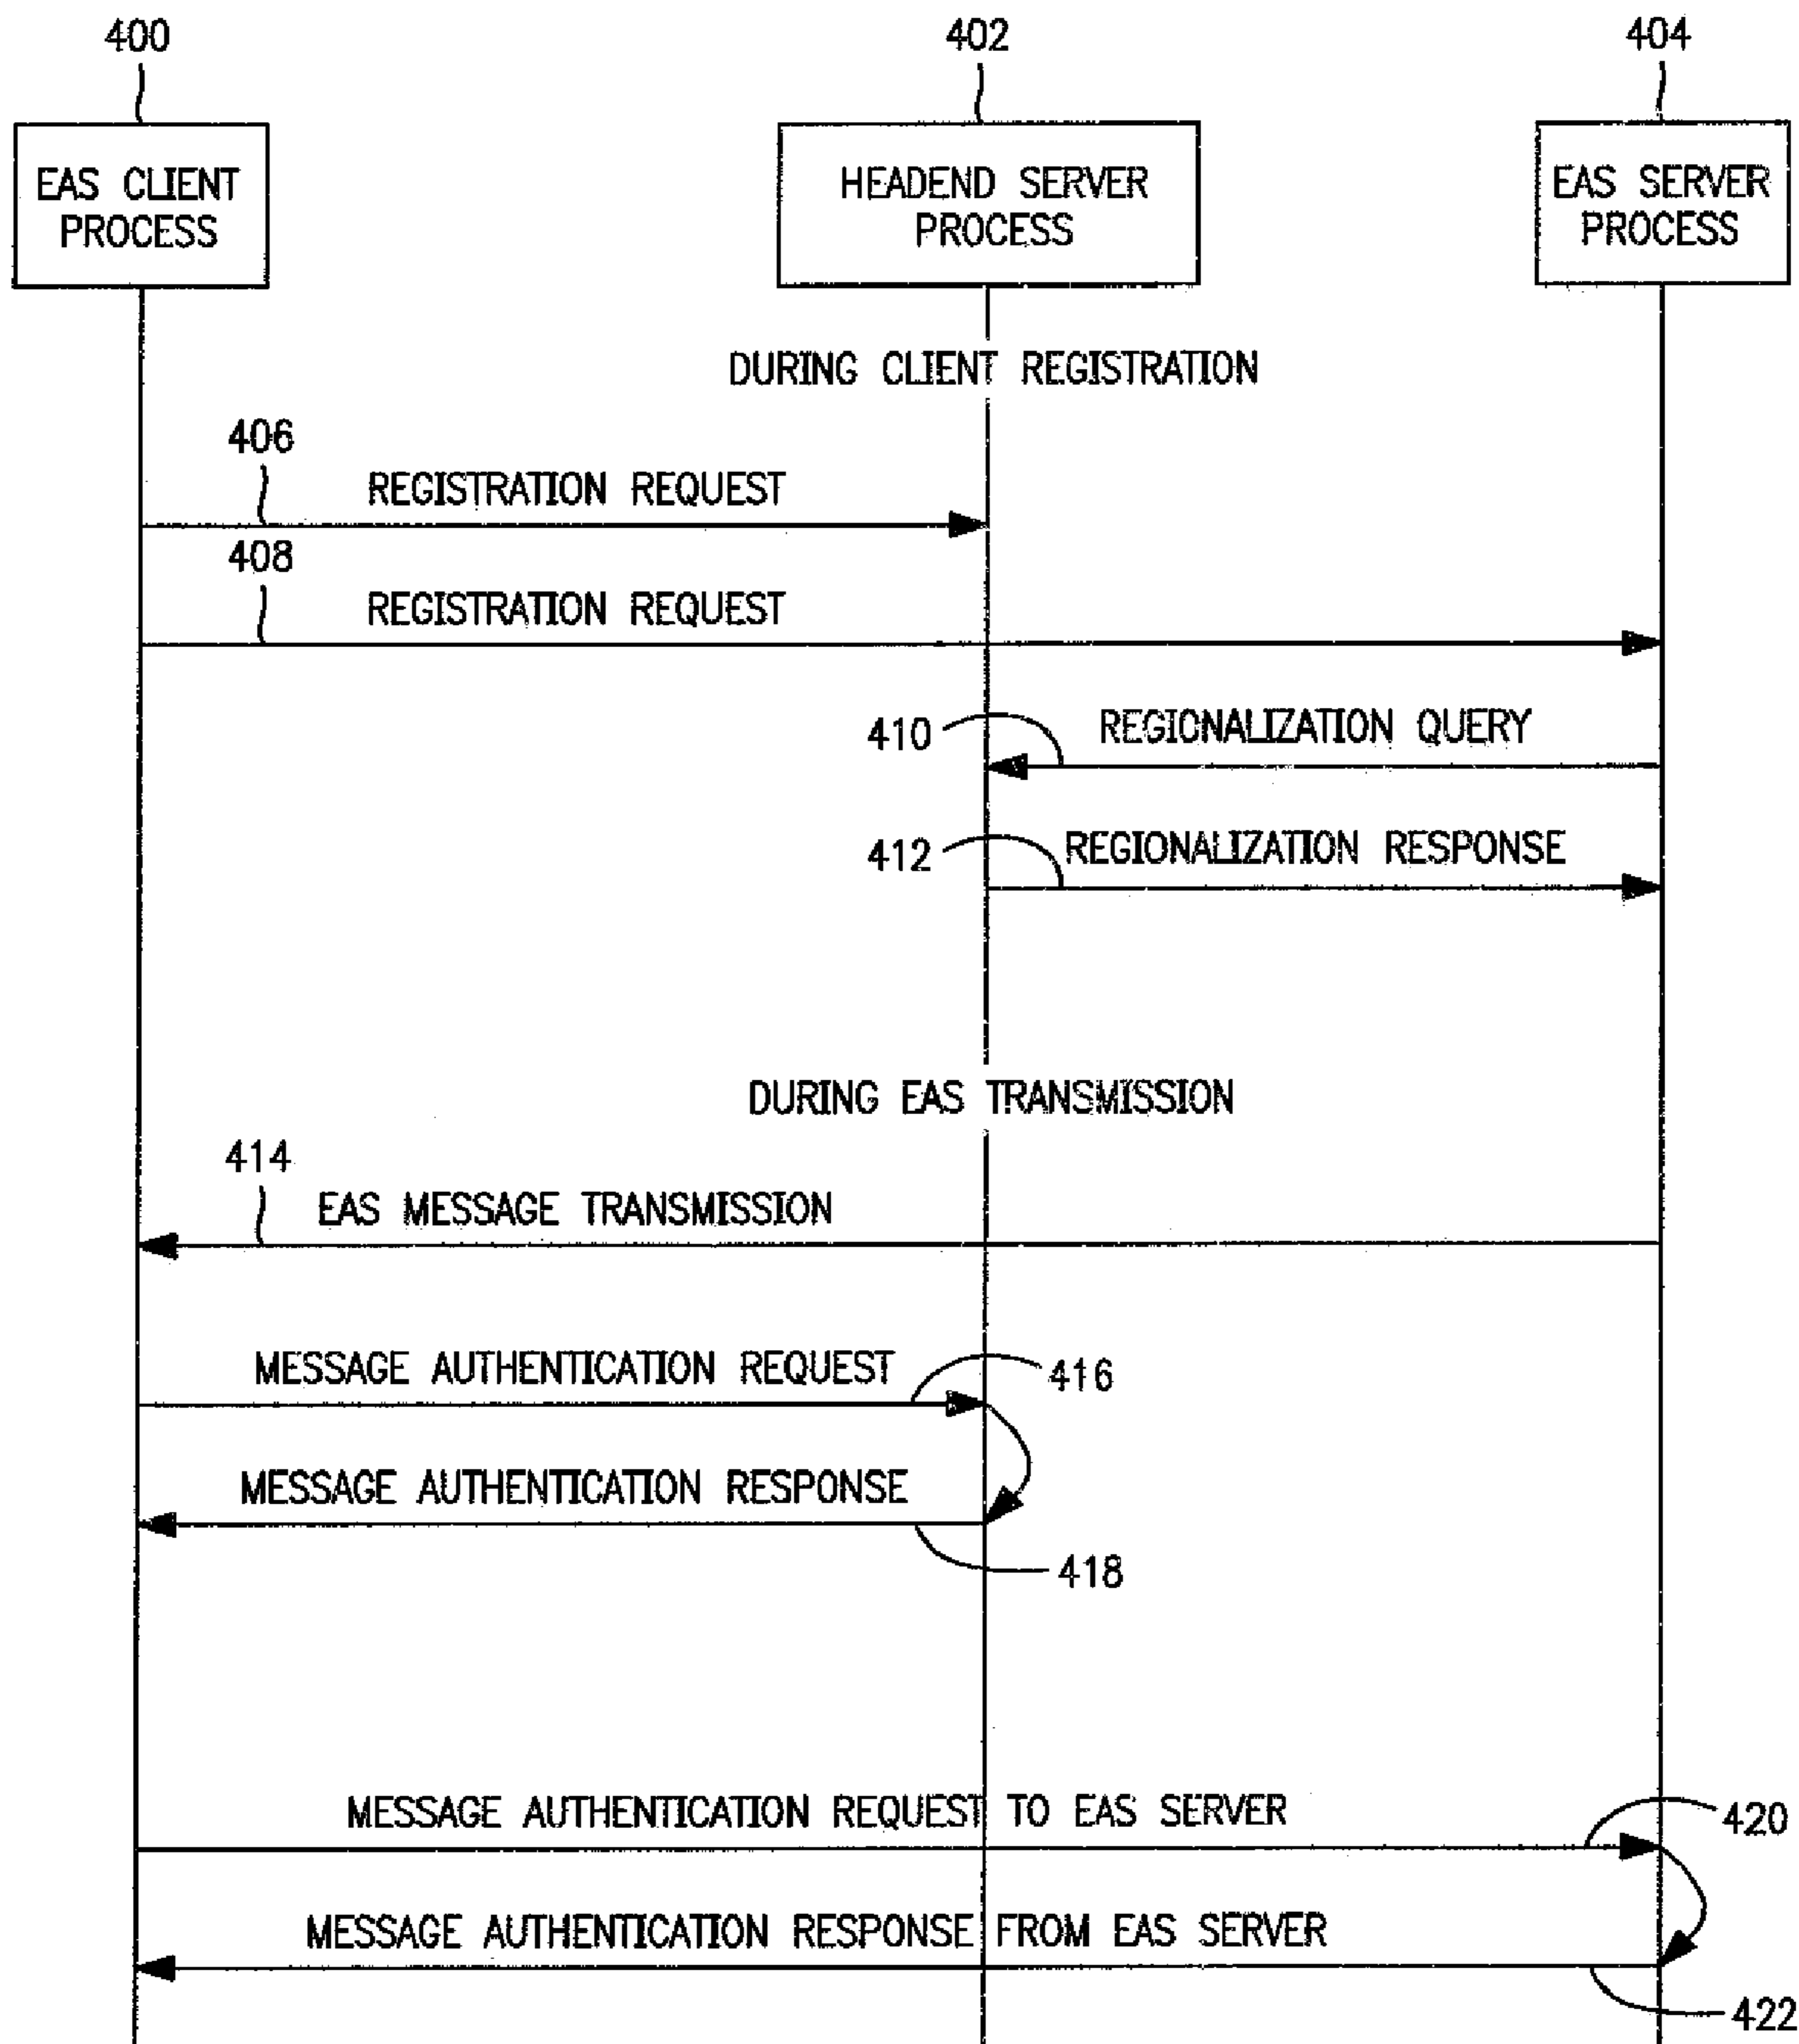 400
402
404
EAS CLIENT
PROCESS
HEADEND SERVER
PROCESS
EAS SERVER
PROCESS
DURING CLIENT REGISTRATION
406
REGISTRATION REQUEST
408
REGISTRATION REQUEST
410
REGIONALIZATION QUERY
412
REGIONALIZATION RESPONSE
DURING EAS TRANSMISSION
414
EAS MESSAGE TRANSMISSION
MESSAGE AUTHENTICATION REQUEST
416
MESSAGE AUTHENTICATION RESPONSE
418
MESSAGE AUTHENTICATION REQUEST TO EAS SERVER
420
MESSAGE AUTHENTICATION RESPONSE FROM EAS SERVER
422